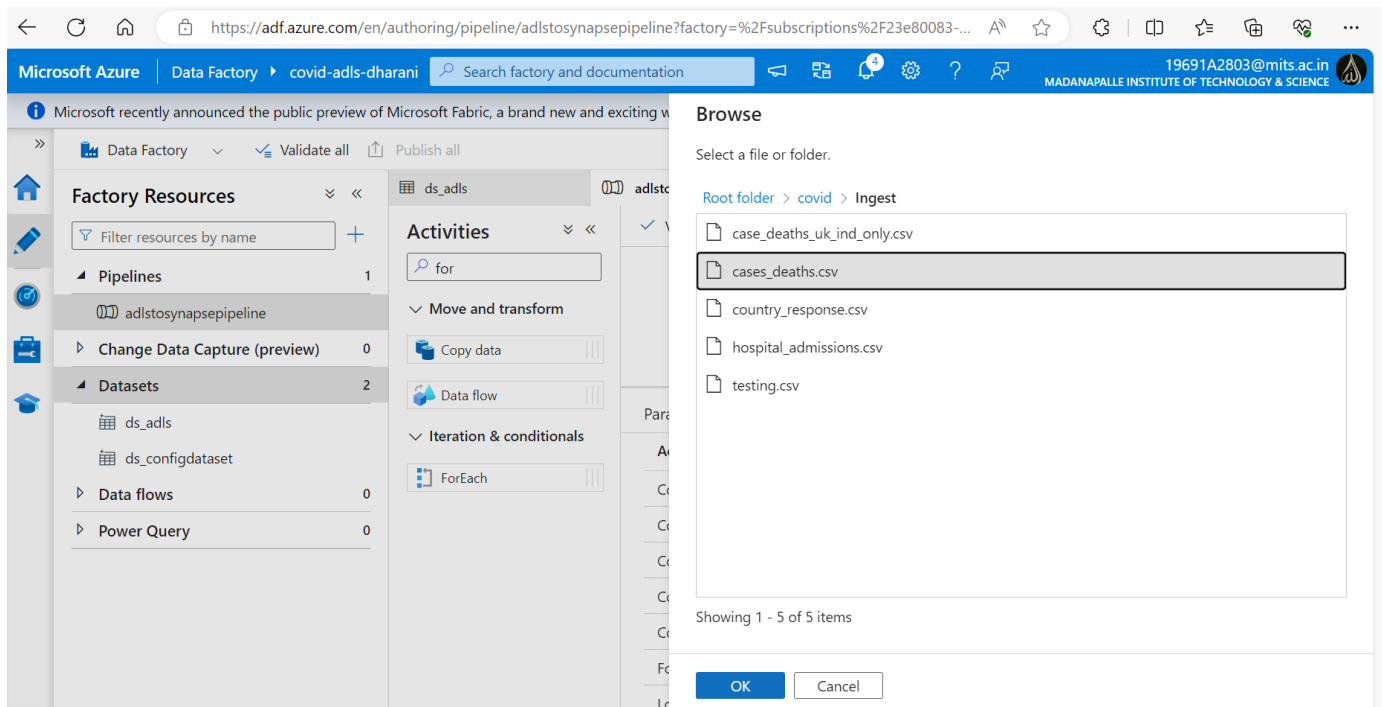 https://adf.azure.com/en/authoring/pipeline/adlstosynapsepipeline?factory=%2Fsubscriptions%2F23e80083-...
Microsoft Azure
Data Factory
covid-adls-dharani
Search factory and documentation
4
19691A2803@mits.ac.in
MADANAPALLE INSTITUTE OF TECHNOLOGY & SCIENCE
Microsoft recently announced the public preview of Microsoft Fabric, a brand new and exciting w
Data Factory
Validate all
Publish all
Factory Resources
Filter resources by name
Pipelines 1
adlstosynapsepipeline
Change Data Capture (preview) 0
Datasets 2
ds_adls
ds_configdataset
Data flows 0
Power Query 0
ds_adls
adlsto
Activities
for
Move and transform
Copy data
Data flow
Iteration & conditionals
ForEach
Para
Browse
Select a file or folder.
Root folder > covid > Ingest
case_deaths_uk_ind_only.csv
cases_deaths.csv
country_response.csv
hospital_admissions.csv
testing.csv
Showing 1 - 5 of 5 items
OK
Cancel